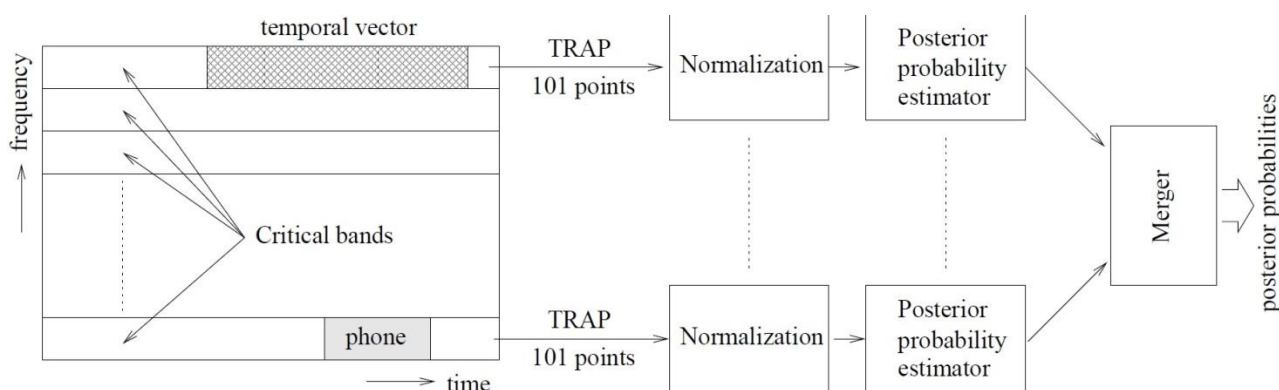 temporal vector
frequency
Critical bands
phone
time
TRAP
101 points
Normalization
Posterior
probability
estimator
TRAP
101 points
Normalization
Posterior
probability
estimator
Merger
posterior probabilities